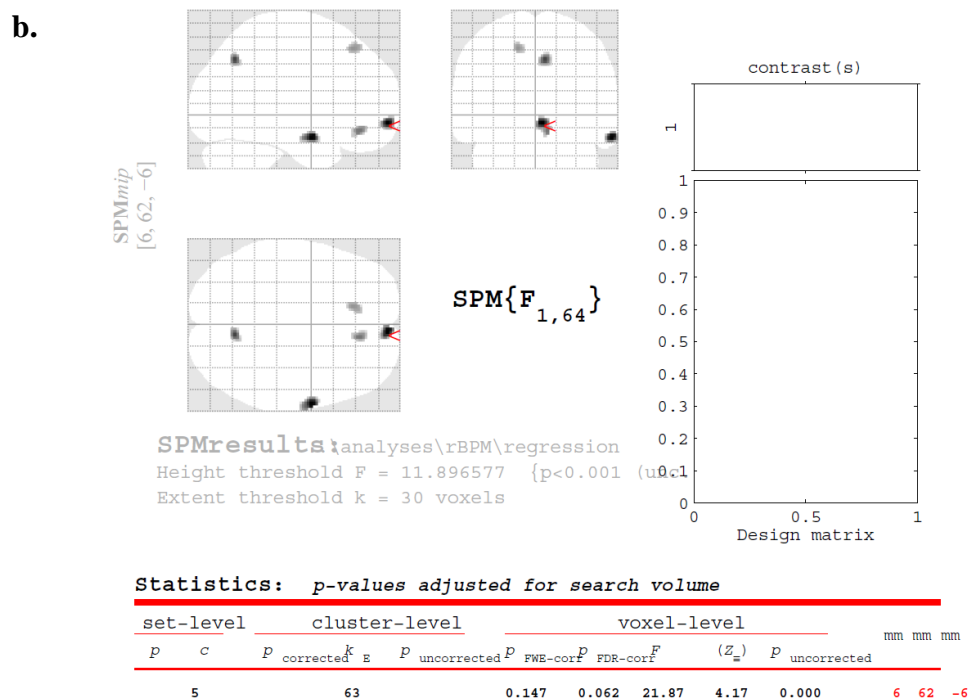 b.
contrast(s)
1
SPMmip
[6, 62, −6]
1
0.9
0.8
0.7
0.6
0.5
0.4
0.3
0.2
0.1
0
0 0.5 1
Design matrix
SPM{F1,64}
SPMresults: \analyses\rBPM\regression
Height threshold F = 11.896577 {p<0.001 (unc
Extent threshold k = 30 voxels
Statistics: p-values adjusted for search volume
set-level cluster-level voxel-level mm mm mm
p c p corrected k E p uncorrected p FWE-corr p FDR-corr F (Z≡) p uncorrected
5 63 0.147 0.062 21.87 4.17 0.000 6 62 -6